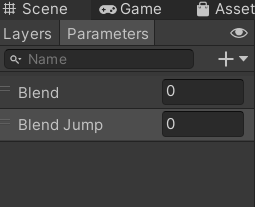 Scene Game Asset
Layers Parameters
Name
Blend 0
Blend Jump 0